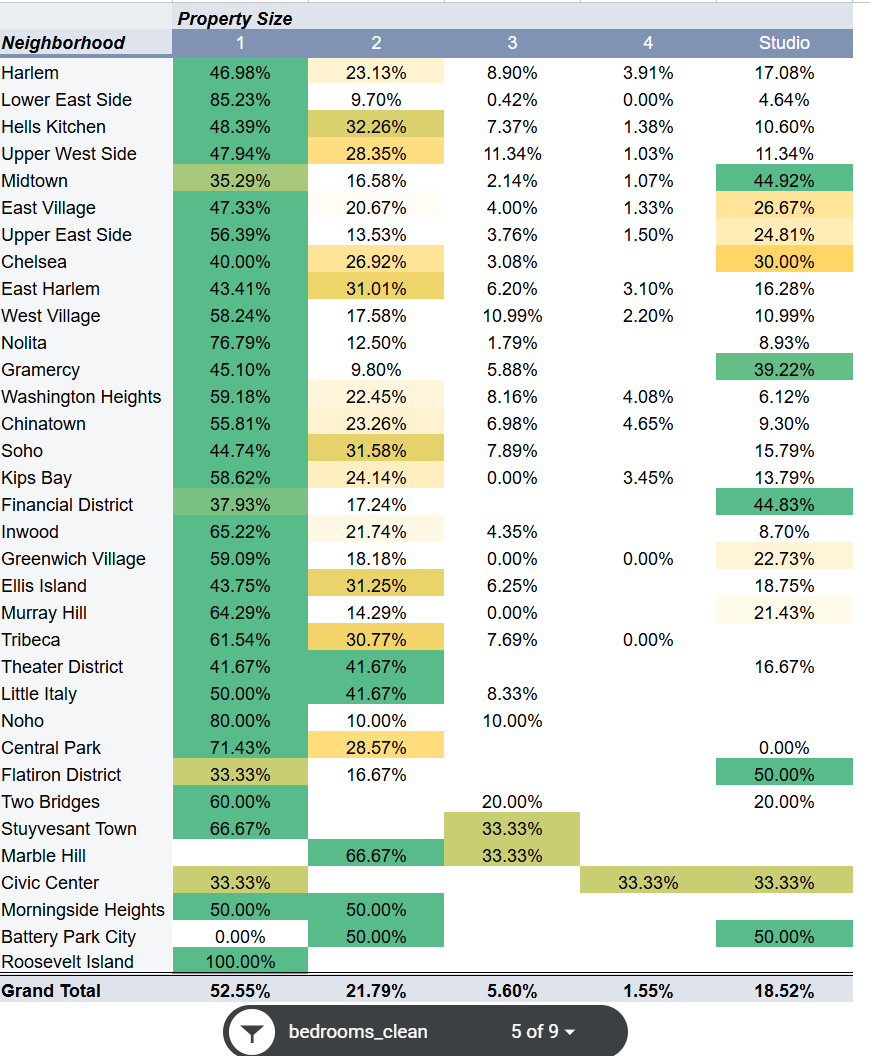 Property Size
Neighborhood 1 2 3 4 Studio
Harlem 46.98% 23.13% 8.90% 3.91% 17.08%
Lower East Side 85.23% 9.70% 0.42% 0.00% 4.64%
Hells Kitchen 48.39% 32.26% 7.37% 1.38% 10.60%
Upper West Side 47.94% 28.35% 11.34% 1.03% 11.34%
Midtown 35.29% 16.58% 2.14% 1.07% 44.92%
East Village 47.33% 20.67% 4.00% 1.33% 26.67%
Upper East Side 56.39% 13.53% 3.76% 1.50% 24.81%
Chelsea 40.00% 26.92% 3.08% 30.00%
East Harlem 43.41% 31.01% 6.20% 3.10% 16.28%
West Village 58.24% 17.58% 10.99% 2.20% 10.99%
Nolita 76.79% 12.50% 1.79% 8.93%
Gramercy 45.10% 9.80% 5.88% 39.22%
Washington Heights 59.18% 22.45% 8.16% 4.08% 6.12%
Chinatown 55.81% 23.26% 6.98% 4.65% 9.30%
Soho 44.74% 31.58% 7.89% 15.79%
Kips Bay 58.62% 24.14% 0.00% 3.45% 13.79%
Financial District 37.93% 17.24% 44.83%
Inwood 65.22% 21.74% 4.35% 8.70%
Greenwich Village 59.09% 18.18% 0.00% 0.00% 22.73%
Ellis Island 43.75% 31.25% 6.25% 18.75%
Murray Hill 64.29% 14.29% 0.00% 21.43%
Tribeca 61.54% 30.77% 7.69% 0.00%
Theater District 41.67% 41.67% 16.67%
Little Italy 50.00% 41.67% 8.33%
Noho 80.00% 10.00% 10.00%
Central Park 71.43% 28.57% 0.00%
Flatiron District 33.33% 16.67% 50.00%
Two Bridges 60.00% 20.00% 20.00%
Stuyvesant Town 66.67% 33.33%
Marble Hill 66.67% 33.33%
Civic Center 33.33% 33.33% 33.33%
Morningside Heights 50.00% 50.00%
Battery Park City 0.00% 50.00% 50.00%
Roosevelt Island 100.00%
Grand Total 52.55% 21.79% 5.60% 1.55% 18.52%
bedrooms_clean 5 of 9